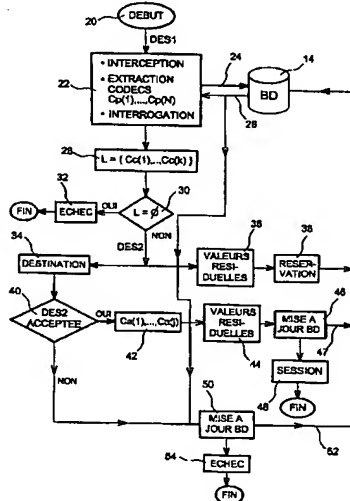 20
DEBUT
DES1
22
• INTERCEPTION
• EXTRACTION
CODECS
Cp(1),...,Cp(N)
• INTERROGATION
24
26
14
BD
28
L = { Cc(1),...,Cc(k) }
32
30
FIN
ECHEC
OUI
L = ∅
NON
34
DES2
36
38
DESTINATION
VALEURS
RESI-
DUELLES
RESER-
VATION
40
DES2
ACCEPTEE
OUI
Ca(1),...,Ca(j)
42
VALEURS
RESI-
DUELLES
44
MISE A
JOUR BD
46
47
SESSION
48
FIN
NON
50
MISE A
JOUR BD
52
54
ECHEC
FIN